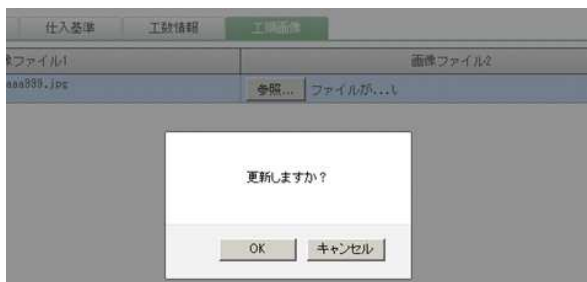 仕入基準 工数情報 工順画像
像ファイル1 画像ファイル2
aaa999.jpg 参照... ファイルが...ん
更新しますか？
OK キャンセル